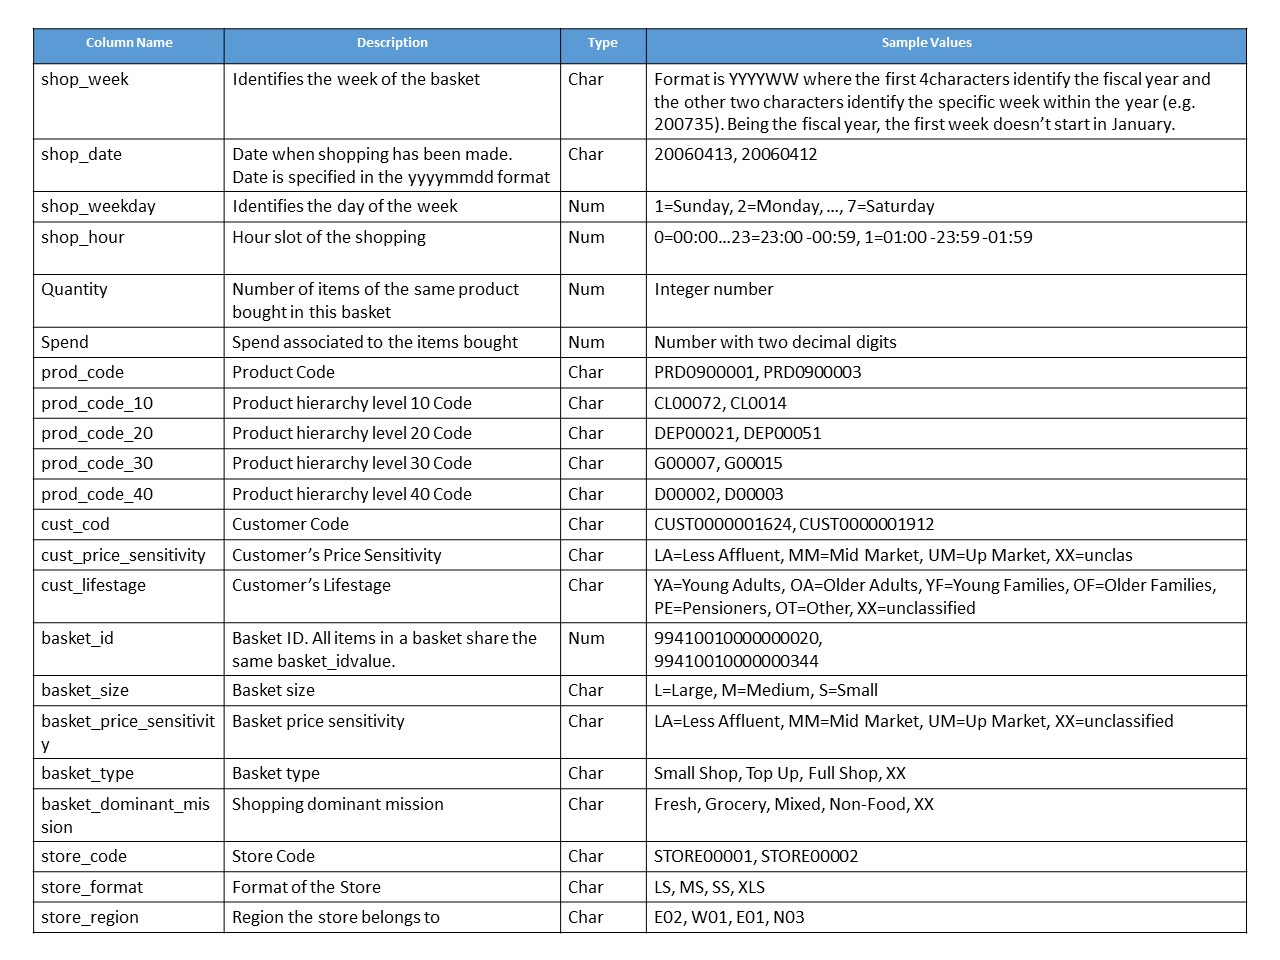 Column Name Description Type Sample Values
shop_week Identifies the week of the basket Char Format is YYYYWW where the first 4characters identify the fiscal year and
the other two characters identify the specific week within the year (e.g.
200735). Being the fiscal year, the first week doesn’t start in January.
shop_date Date when shopping has been made. Char 20060413, 20060412
Date is specified in the yyyymmdd format
shop_weekday Identifies the day of the week Num 1=Sunday, 2=Monday, …, 7=Saturday
shop_hour Hour slot of the shopping Num 0=00:00…23=23:00 -00:59, 1=01:00 -23:59 -01:59
Quantity Number of items of the same product Num Integer number
bought in this basket
Spend Spend associated to the items bought Num Number with two decimal digits
prod_code Product Code Char PRD0900001, PRD0900003
prod_code_10 Product hierarchy level 10 Code Char CL00072, CL0014
prod_code_20 Product hierarchy level 20 Code Char DEP00021, DEP00051
prod_code_30 Product hierarchy level 30 Code Char G00007, G00015
prod_code_40 Product hierarchy level 40 Code Char D00002, D00003
cust_cod Customer Code Char CUST0000001624, CUST0000001912
cust_price_sensitivity Customer’s Price Sensitivity Char LA=Less Affluent, MM=Mid Market, UM=Up Market, XX=unclas
cust_lifestage Customer’s Lifestage Char YA=Young Adults, OA=Older Adults, YF=Young Families, OF=Older Families,
PE=Pensioners, OT=Other, XX=unclassified
basket_id Basket ID. All items in a basket share the Num 99410010000000020,
same basket_idvalue. 99410010000000344
basket_size Basket size Char L=Large, M=Medium, S=Small
basket_price_sensitivit Basket price sensitivity Char LA=Less Affluent, MM=Mid Market, UM=Up Market, XX=unclassified
y
basket_type Basket type Char Small Shop, Top Up, Full Shop, XX
basket_dominant_mis Shopping dominant mission Char Fresh, Grocery, Mixed, Non-Food, XX
sion
store_code Store Code Char STORE00001, STORE00002
store_format Format of the Store Char LS, MS, SS, XLS
store_region Region the store belongs to Char E02, W01, E01, N03